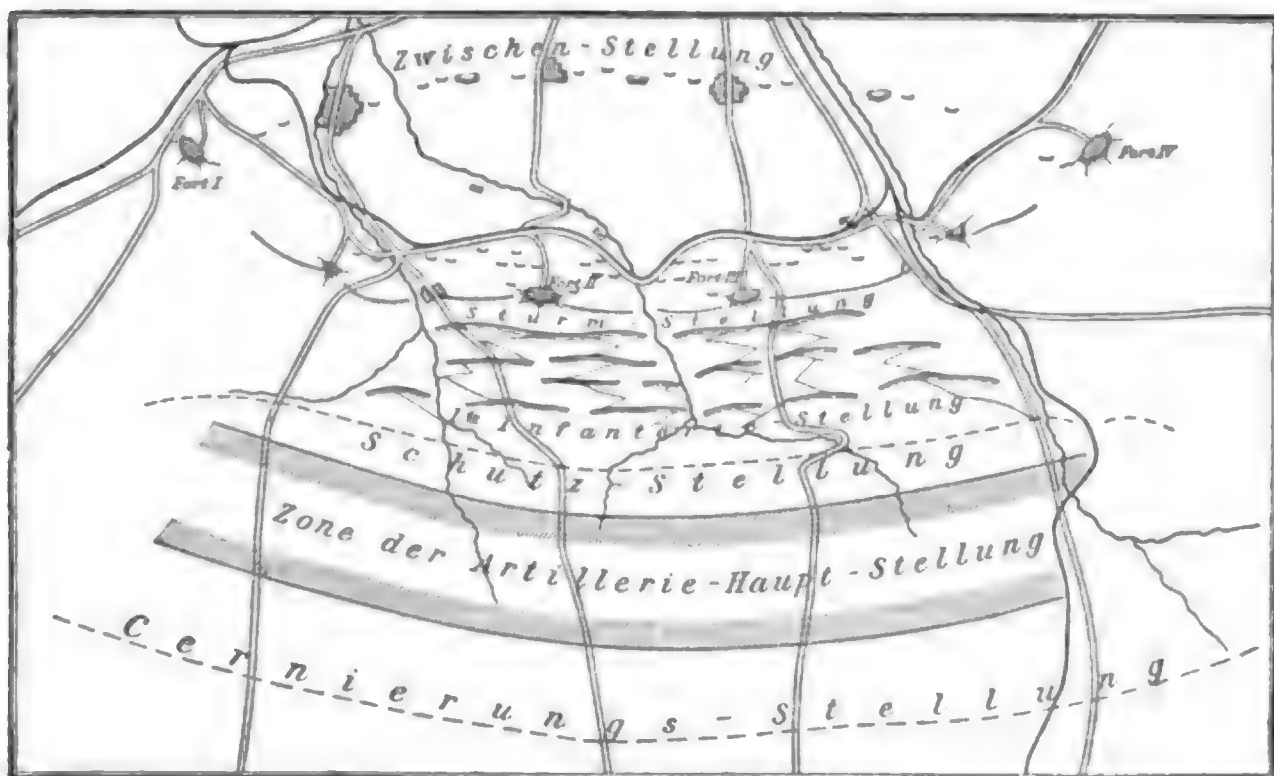 Zwischen-Stellung
Fort I
Fort IV
Fort II
Fort III
Sturm-Stellung
1te Infanterie Stellung
Schutz-Stellung
Zone der Artillerie-Haupt-Stellung
Cernierungs-Stellung